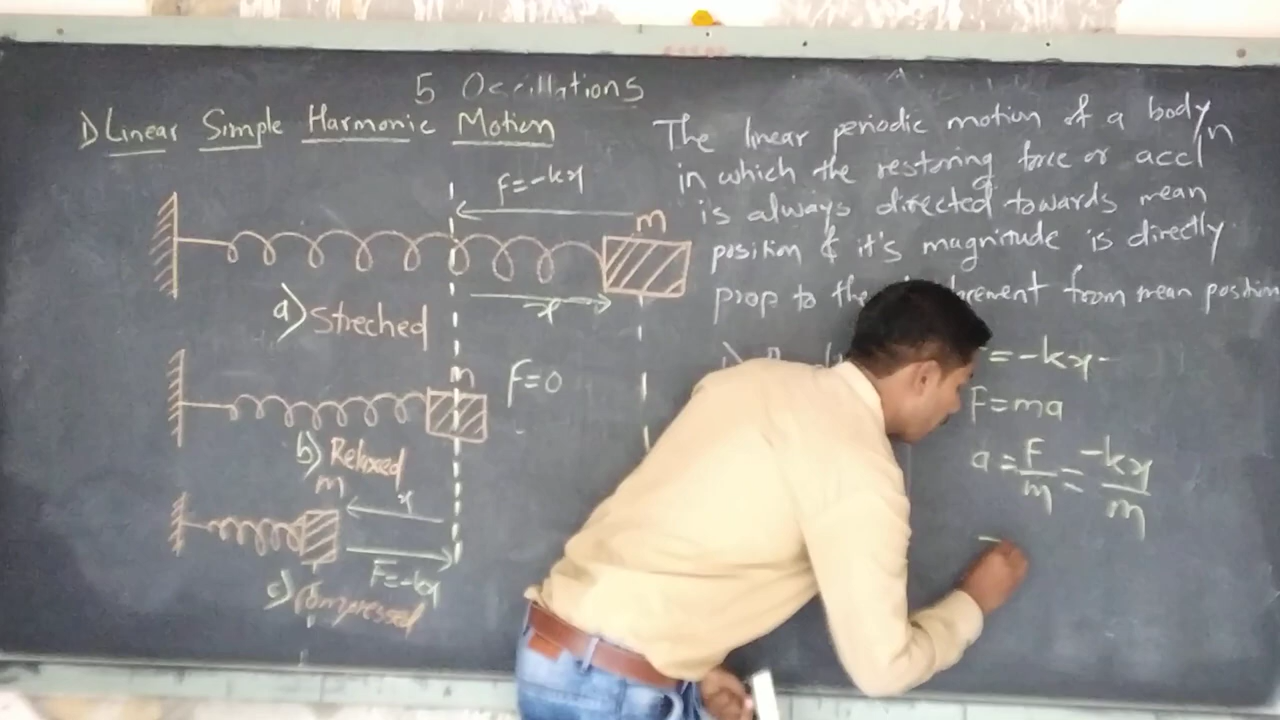 5 Oscillations
1) Linear Simple Harmonic Motion
F=-kx
m
x
a) Streched
m
F=0
b) Relaxed
m
x
F=-kx
c) Compressed
The linear periodic motion of a body
in which the restoring force or accln
is always directed towards mean
position & it's magnitude is directly
prop to the from mean position
=-kx-
F=ma
a=F/m=-kx/m